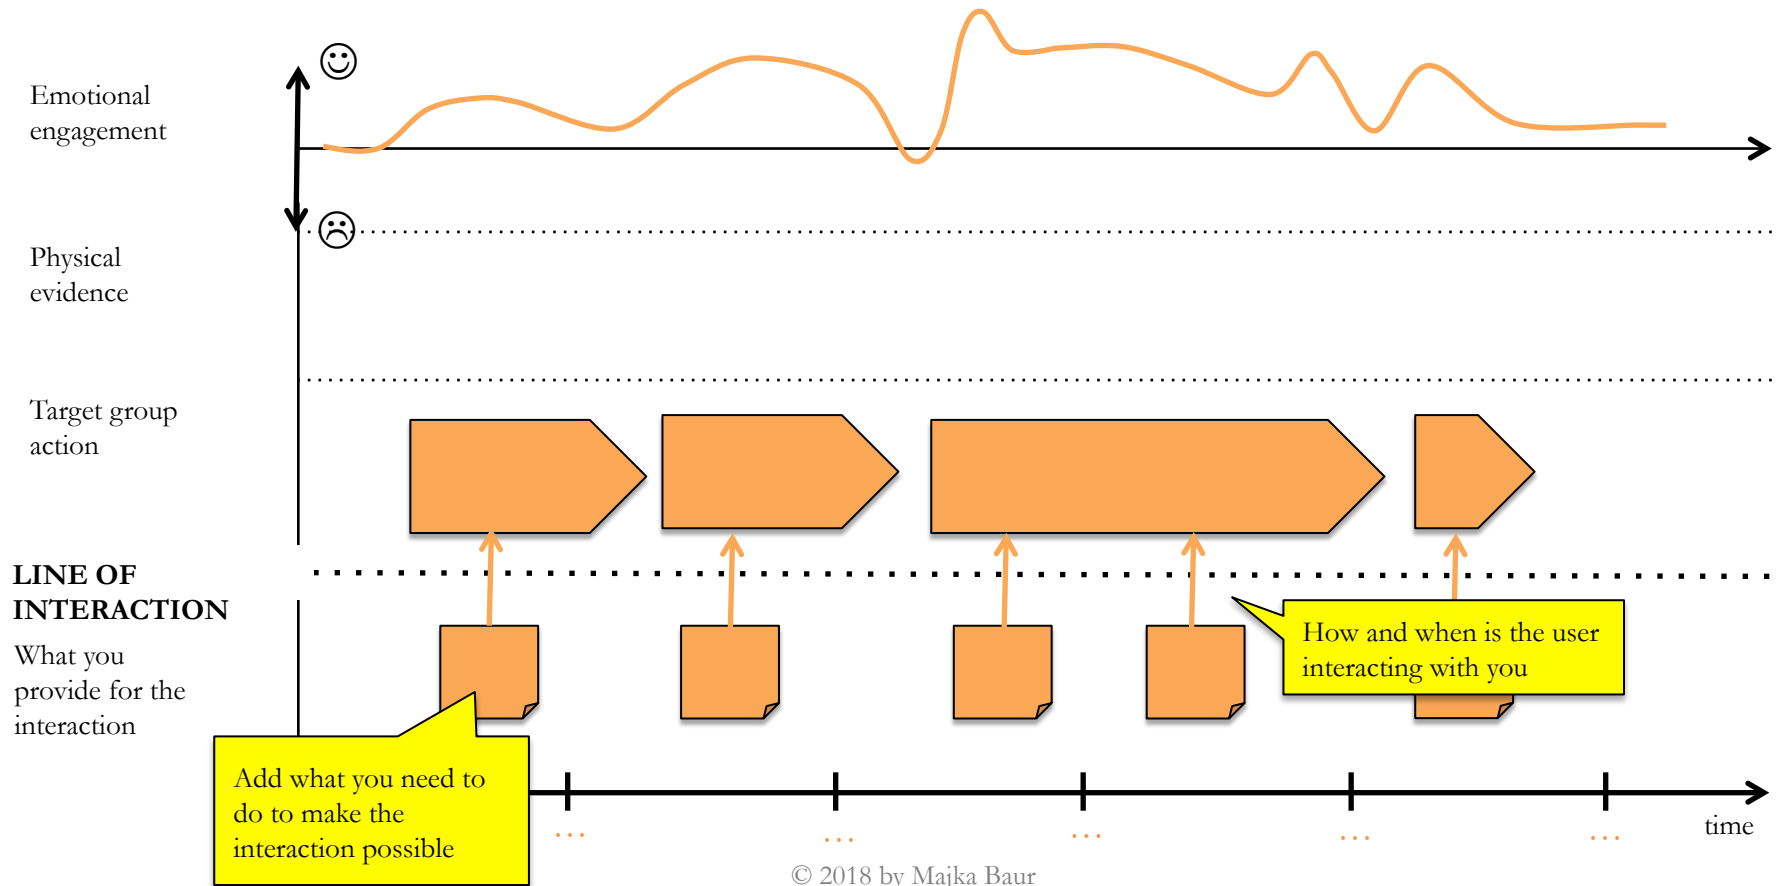 Emotional
engagement
Physical
evidence
Target group
action
LINE OF
INTERACTION
What you
provide for the
interaction
How and when is the user
interacting with you
Add what you need to
do to make the
interaction possible
... ... ... ... ...
time
© 2018 by Majka Baur